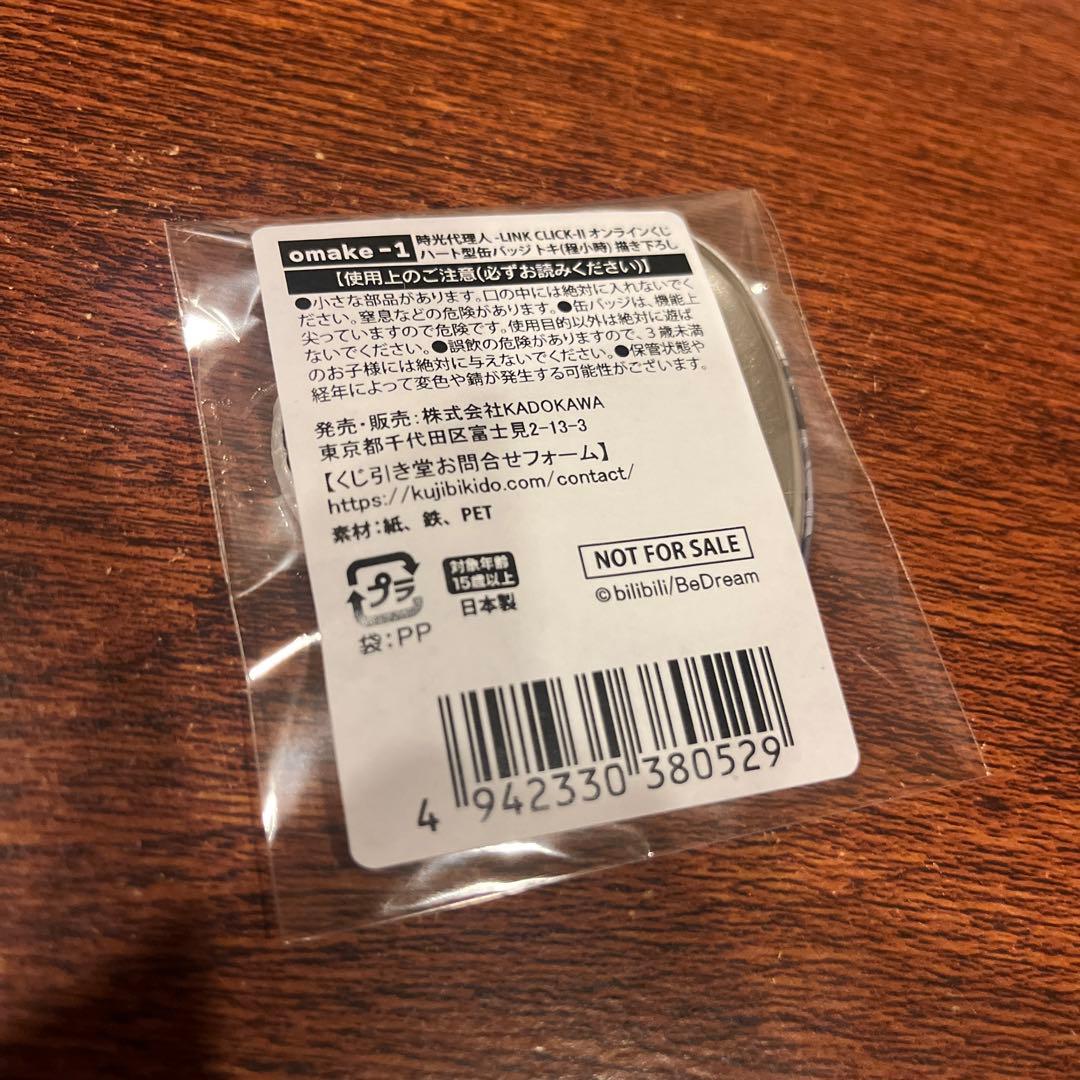 omake -1
時光代理人 -LINK CLICK-II オンラインくじ
ハート型缶バッジ トキ(程小時) 描き下ろし
【使用上のご注意(必ずお読みください)】
●小さな部品があります。口の中には絶対に入れないでく
ださい。窒息などの危険があります。●缶バッジは、機能上
尖っていますので危険です。使用目的以外は絶対に遊ば
ないでください。●誤飲の危険がありますので、3歳未満
のお子様には絶対に与えないでください。●保管状態や
経年によって変色や錆が発生する可能性がございます。
発売・販売:株式会社KADOKAWA
東京都千代田区富士見2-13-3
【くじ引き堂お問合せフォーム】
https://kujibikido.com/contact/
素材:紙、鉄、PET
プラ
袋:PP
対象年齢
15歳以上
日本製
NOT FOR SALE
©bilibili/BeDream
4 942330 380529